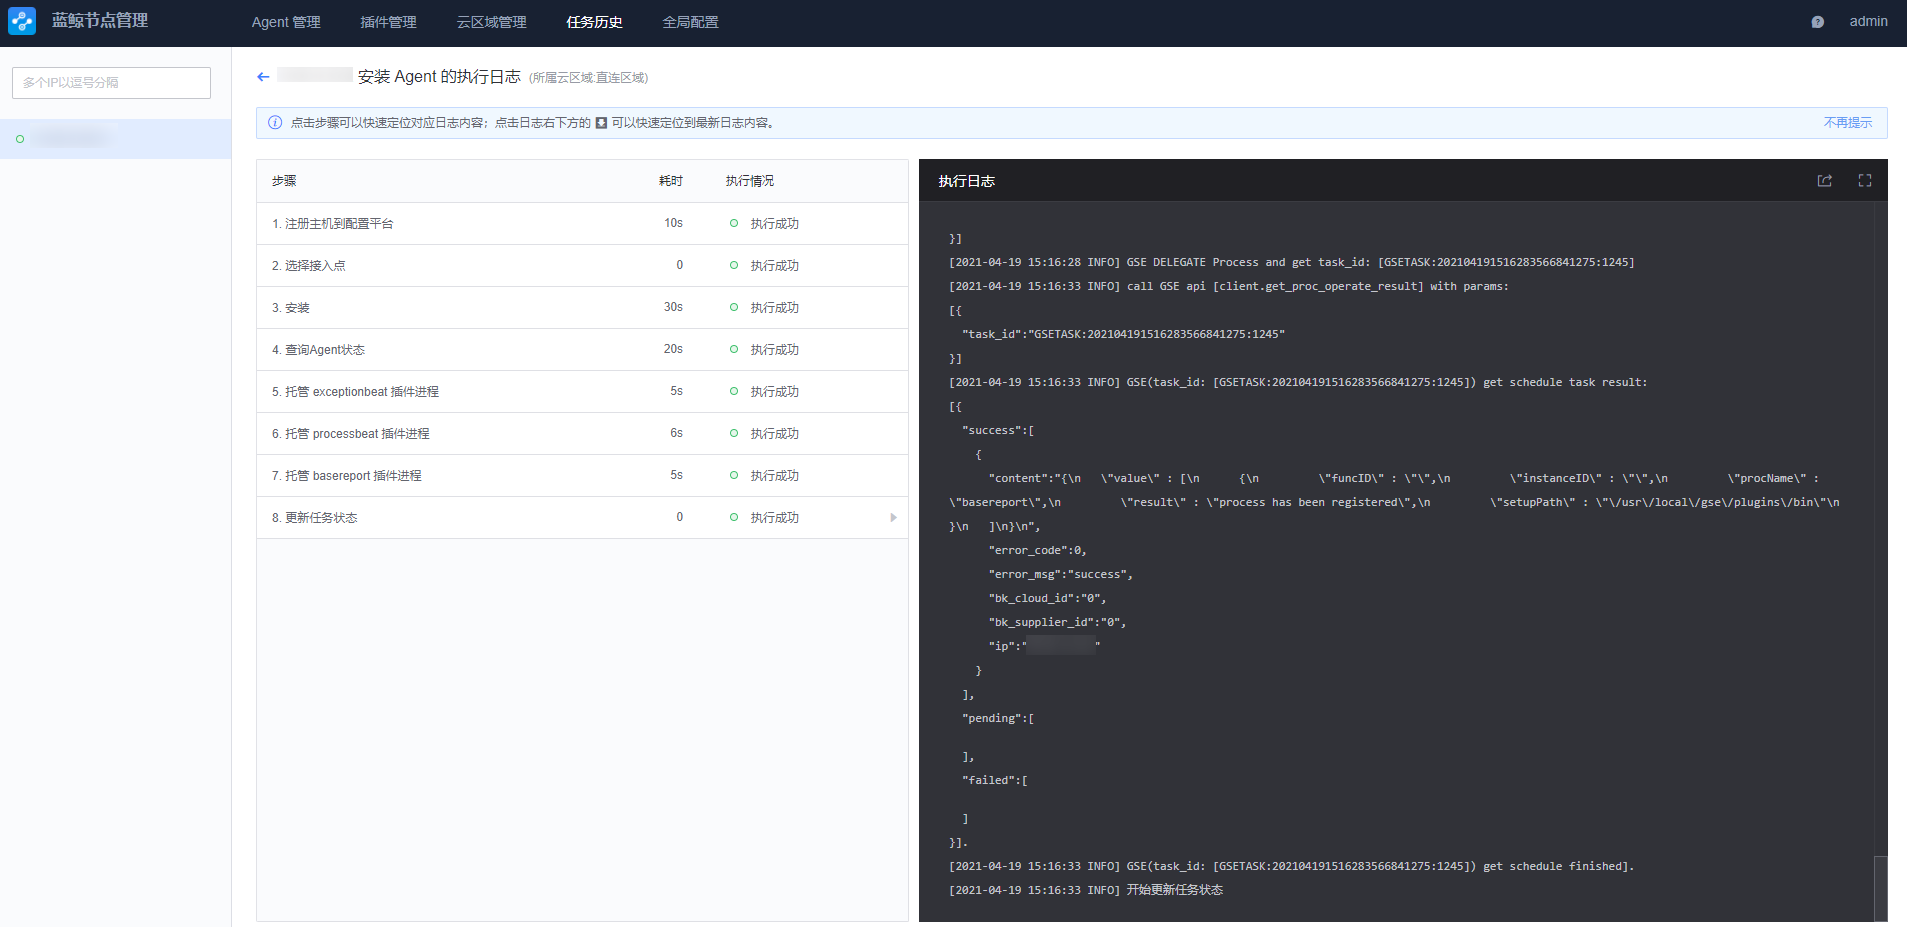 蓝鲸节点管理 Agent 管理 插件管理 云区域管理 任务历史 全局配置 admin
多个IP以逗号分隔
安装 Agent 的执行日志 (所属云区域:直连区域)
点击步骤可以快速定位对应日志内容；点击日志右下方的 可以快速定位到最新日志内容。 不再提示
步骤 耗时 执行情况
1. 注册主机到配置平台 10s 执行成功
2. 选择接入点 0 执行成功
3. 安装 30s 执行成功
4. 查询Agent状态 20s 执行成功
5. 托管 exceptionbeat 插件进程 5s 执行成功
6. 托管 processbeat 插件进程 6s 执行成功
7. 托管 basereport 插件进程 5s 执行成功
8. 更新任务状态 0 执行成功
执行日志
}]
[2021-04-19 15:16:28 INFO] GSE DELEGATE Process and get task_id: [GSETASK:20210419151628356684​1275:1245]
[2021-04-19 15:16:33 INFO] call GSE api [client.get_proc_operate_result] with params:
[{
"task_id":"GSETASK:202104191516283566841275:1245"
}]
[2021-04-19 15:16:33 INFO] GSE(task_id: [GSETASK:202104191516283566841275:1245]) get schedule task result:
[{
"success":[
{
"content":"{\n   \"value\" : [\n      {\n         \"funcID\" : \"\",\n         \"instanceID\" : \"\",\n         \"procName\" :
\"basereport\",\n         \"result\" : \"process has been registered\",\n         \"setupPath\" : \"\/usr\/local\/gse\/plugins\/bin\"\n
}\n   ]\n}\n",
"error_code":0,
"error_msg":"success",
"bk_cloud_id":"0",
"bk_supplier_id":"0",
"ip":" "
}
],
"pending":[
],
"failed":[
]
}].
[2021-04-19 15:16:33 INFO] GSE(task_id: [GSETASK:202104191516283566841275:1245]) get schedule finished].
[2021-04-19 15:16:33 INFO] 开始更新任务状态